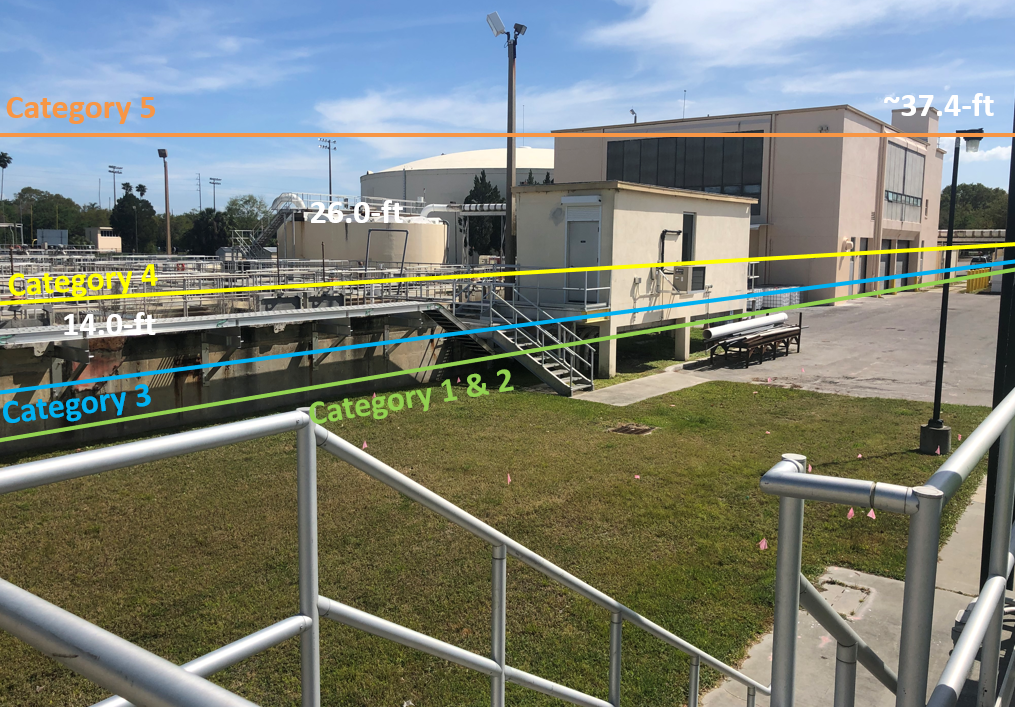 Category 5
~37.4-ft
26.0-ft
Category 4
14.0-ft
Category 3
Category 1 & 2